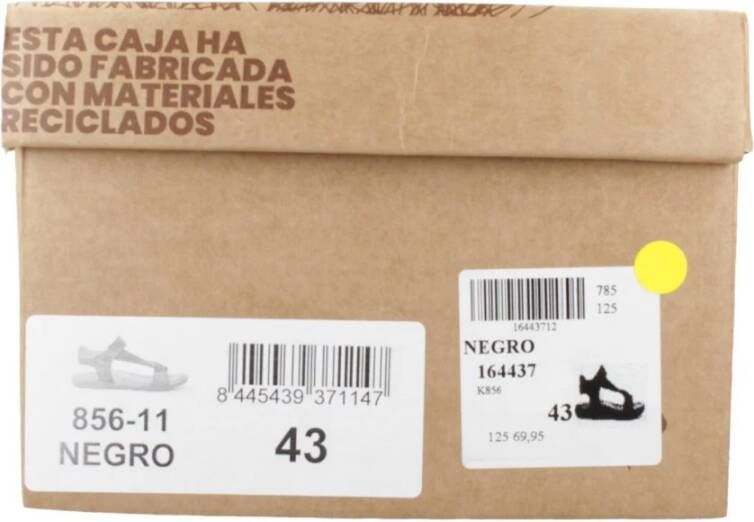 ESTA CAJA HA
SIDO FABRICADA
CON MATERIALES
RECICLADOS
856-11
NEGRO
8 445439 371147
43
785
125
16443712
NEGRO
164437
K856
43
125 69,95